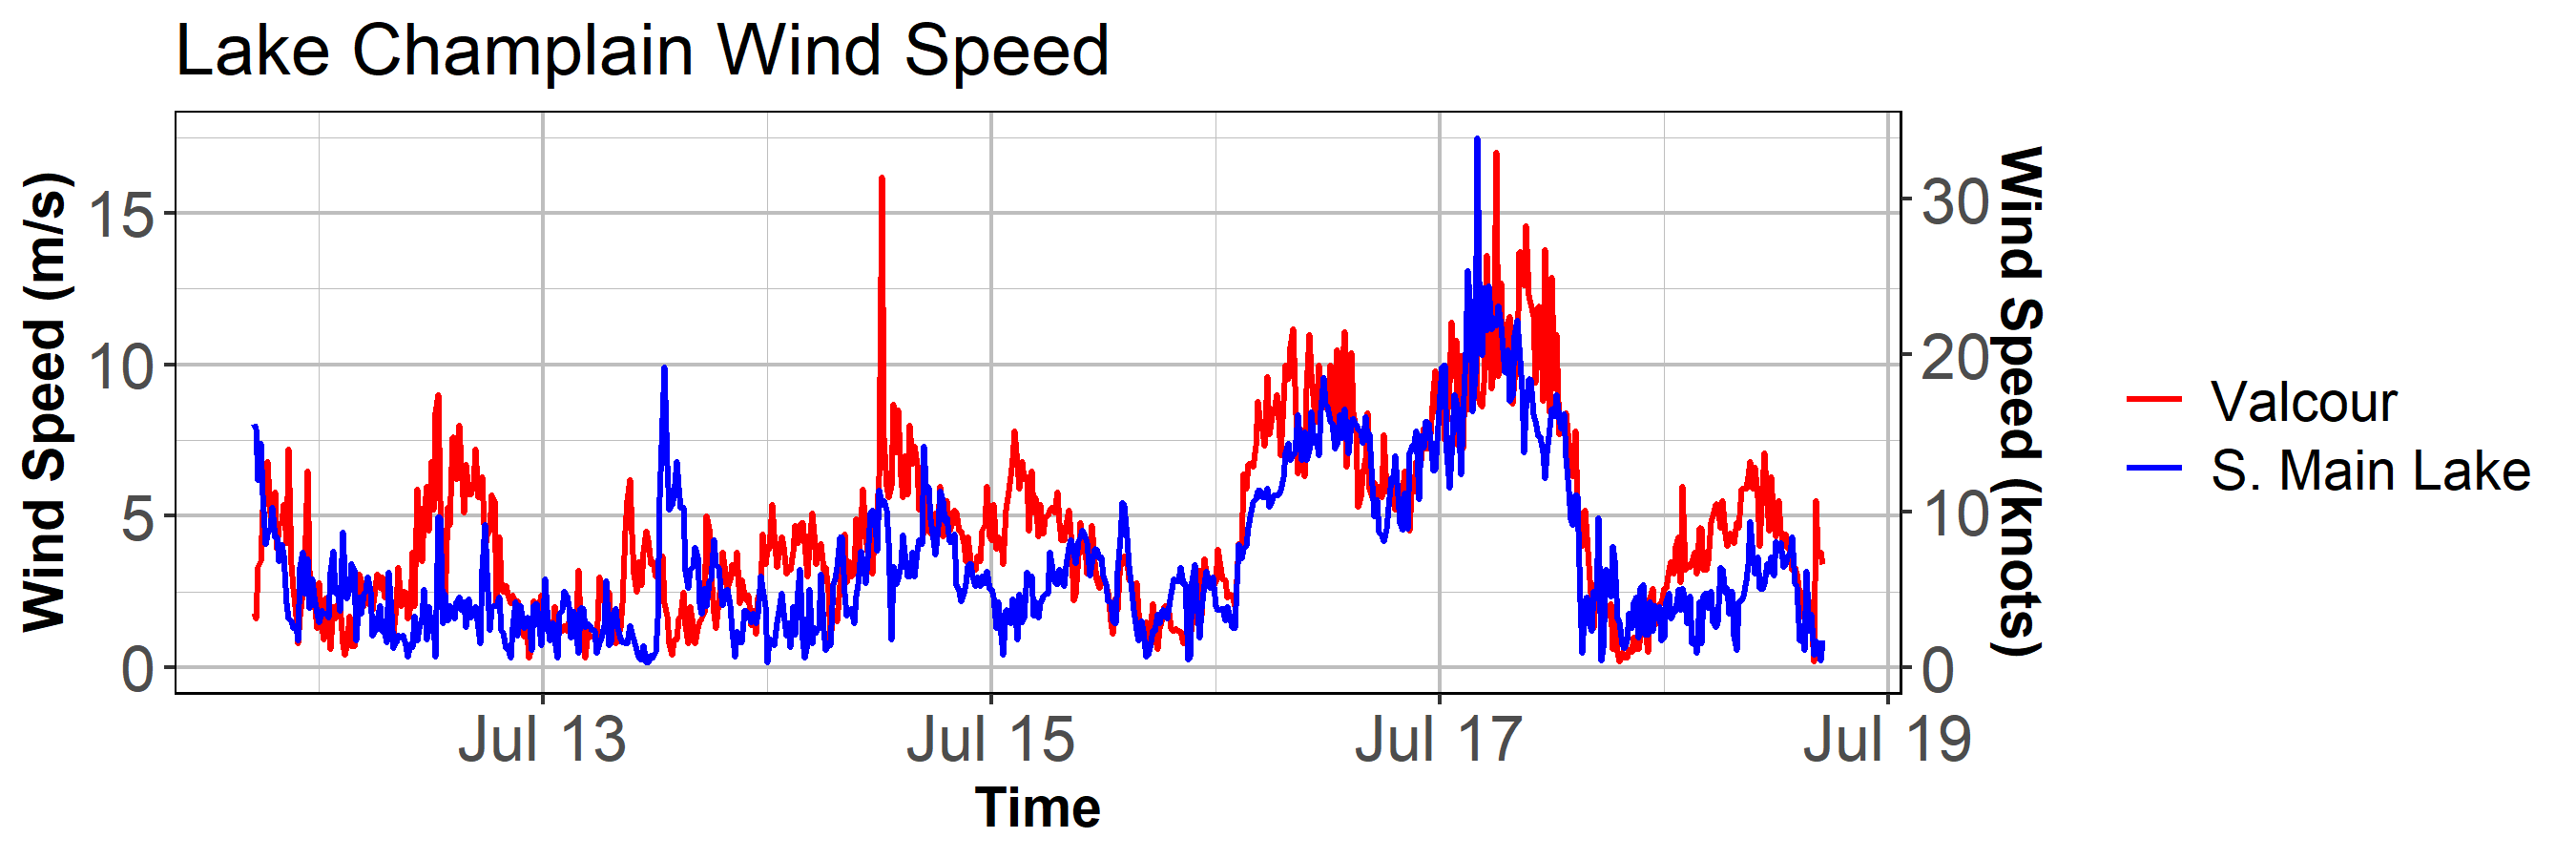 Lake Champlain Wind Speed
Wind Speed (m/s)
15
10
5
0
30
20
10
0
Wind Speed (knots)
Jul 13
Jul 15
Jul 17
Jul 19
Time
Valcour
S. Main Lake